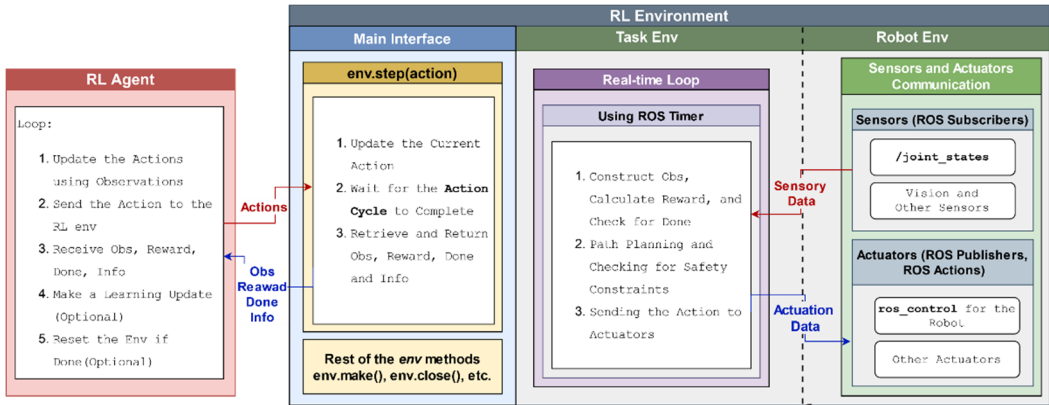 RL Environment
Main Interface
Task Env
Robot Env
RL Agent
Loop:
1. Update the Actions
using Observations
2. Send the Action to the
RL env
3. Receive Obs, Reward,
Done, Info
4. Make a Learning Update
(Optional)
5. Reset the Env if
Done(Optional)
Actions
Obs
Reawad
Done
Info
env.step(action)
1. Update the Current
Action
2. Wait for the Action
Cycle to Complete
3. Retrieve and Return
Obs, Reward, Done
and Info
Rest of the env methods
env.make(), env.close(), etc.
Real-time Loop
Using ROS Timer
1. Construct Obs,
Calculate Reward, and
Check for Done
2. Path Planning and
Checking for Safety
Constraints
3. Sending the Action to
Actuators
Sensory
Data
Actuation
Data
Sensors and Actuators
Communication
Sensors (ROS Subscribers)
/joint_states
Vision and
Other Sensors
Actuators (ROS Publishers,
ROS Actions)
ros_control for the
Robot
Other Actuators